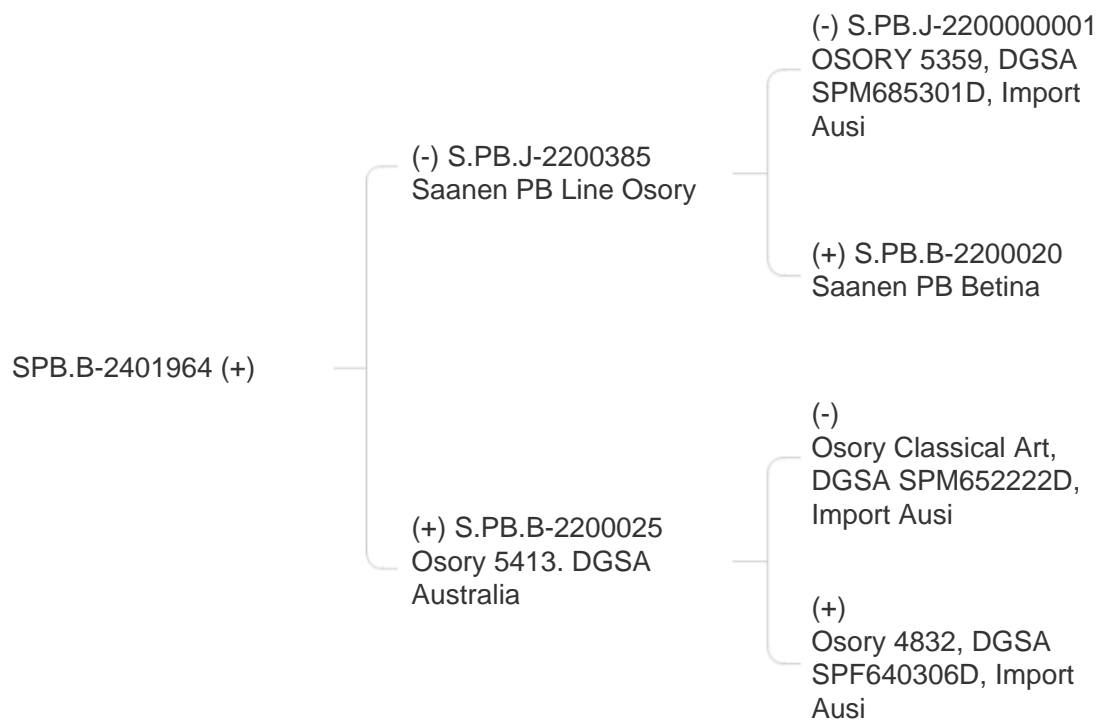 (-) S.PB.J-2200000001
OSORY 5359, DGSA
SPM685301D, Import
Ausi
(-) S.PB.J-2200385
Saanen PB Line Osory
(+) S.PB.B-2200020
Saanen PB Betina
SPB.B-2401964 (+)
(-)
Osory Classical Art,
DGSA SPM652222D,
Import Ausi
(+) S.PB.B-2200025
Osory 5413. DGSA
Australia
(+)
Osory 4832, DGSA
SPF640306D, Import
Ausi